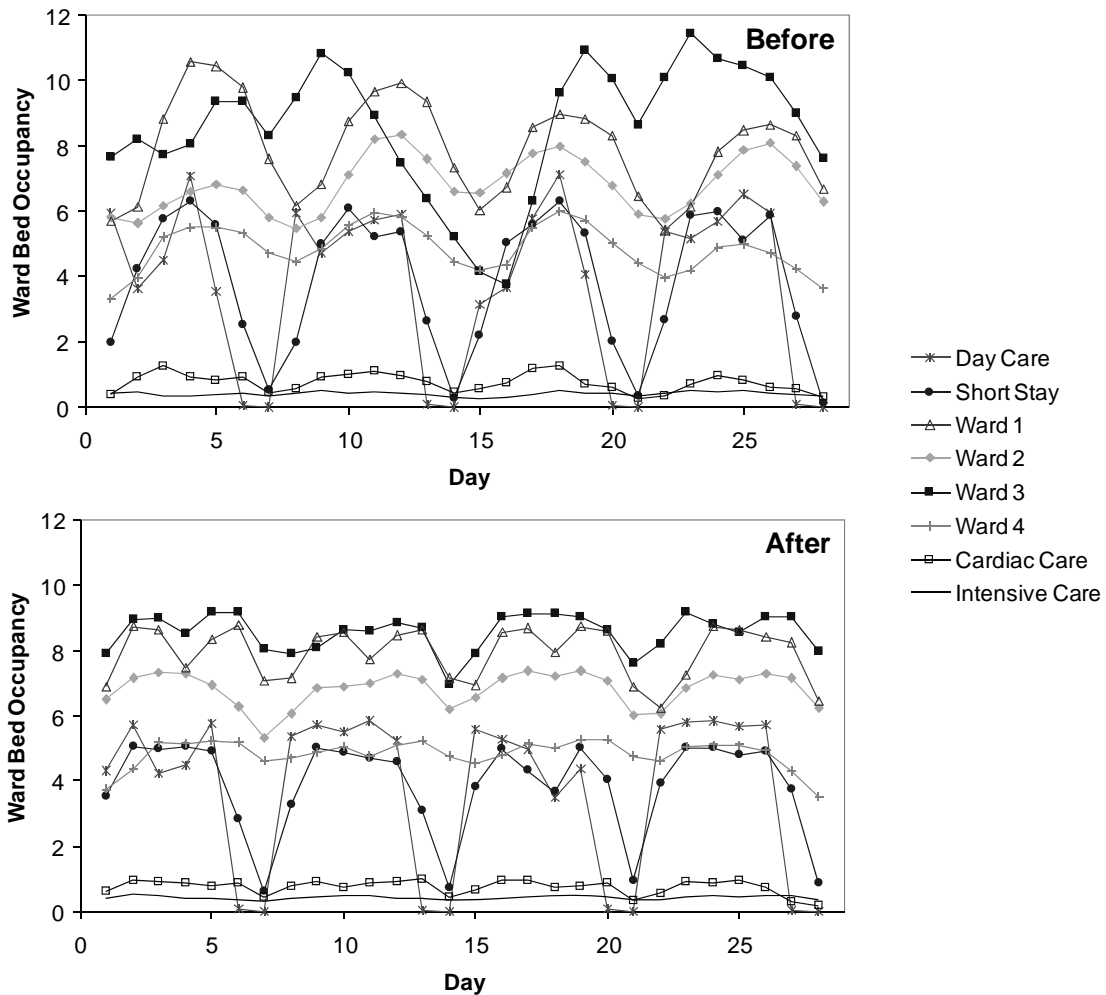 Before
Ward Bed Occupancy
12
10
8
6
4
2
0
0 5 10 15 20 25
Day
Day Care
Short Stay
Ward 1
Ward 2
Ward 3
Ward 4
Cardiac Care
Intensive Care
After
Ward Bed Occupancy
12
10
8
6
4
2
0
0 5 10 15 20 25
Day